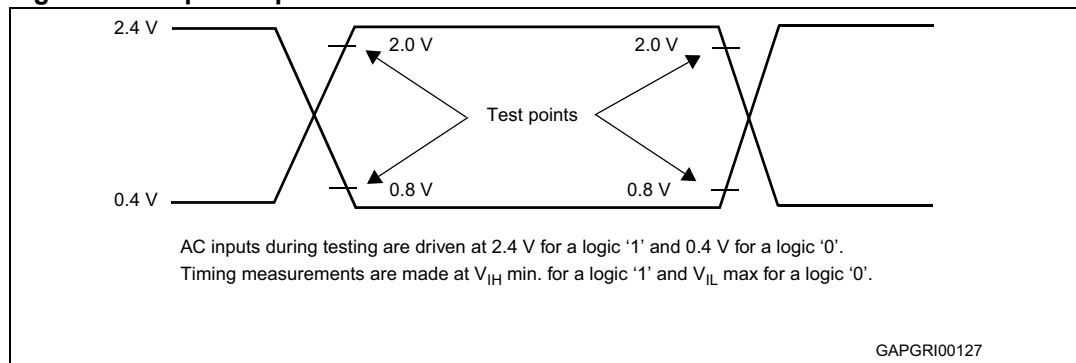 2.4 V
2.0 V
2.0 V
Test points
0.8 V
0.8 V
0.4 V
AC inputs during testing are driven at 2.4 V for a logic ‘1’ and 0.4 V for a logic ‘0’.
Timing measurements are made at VIH min. for a logic ‘1’ and VIL max for a logic ‘0’.
GAPGRI00127